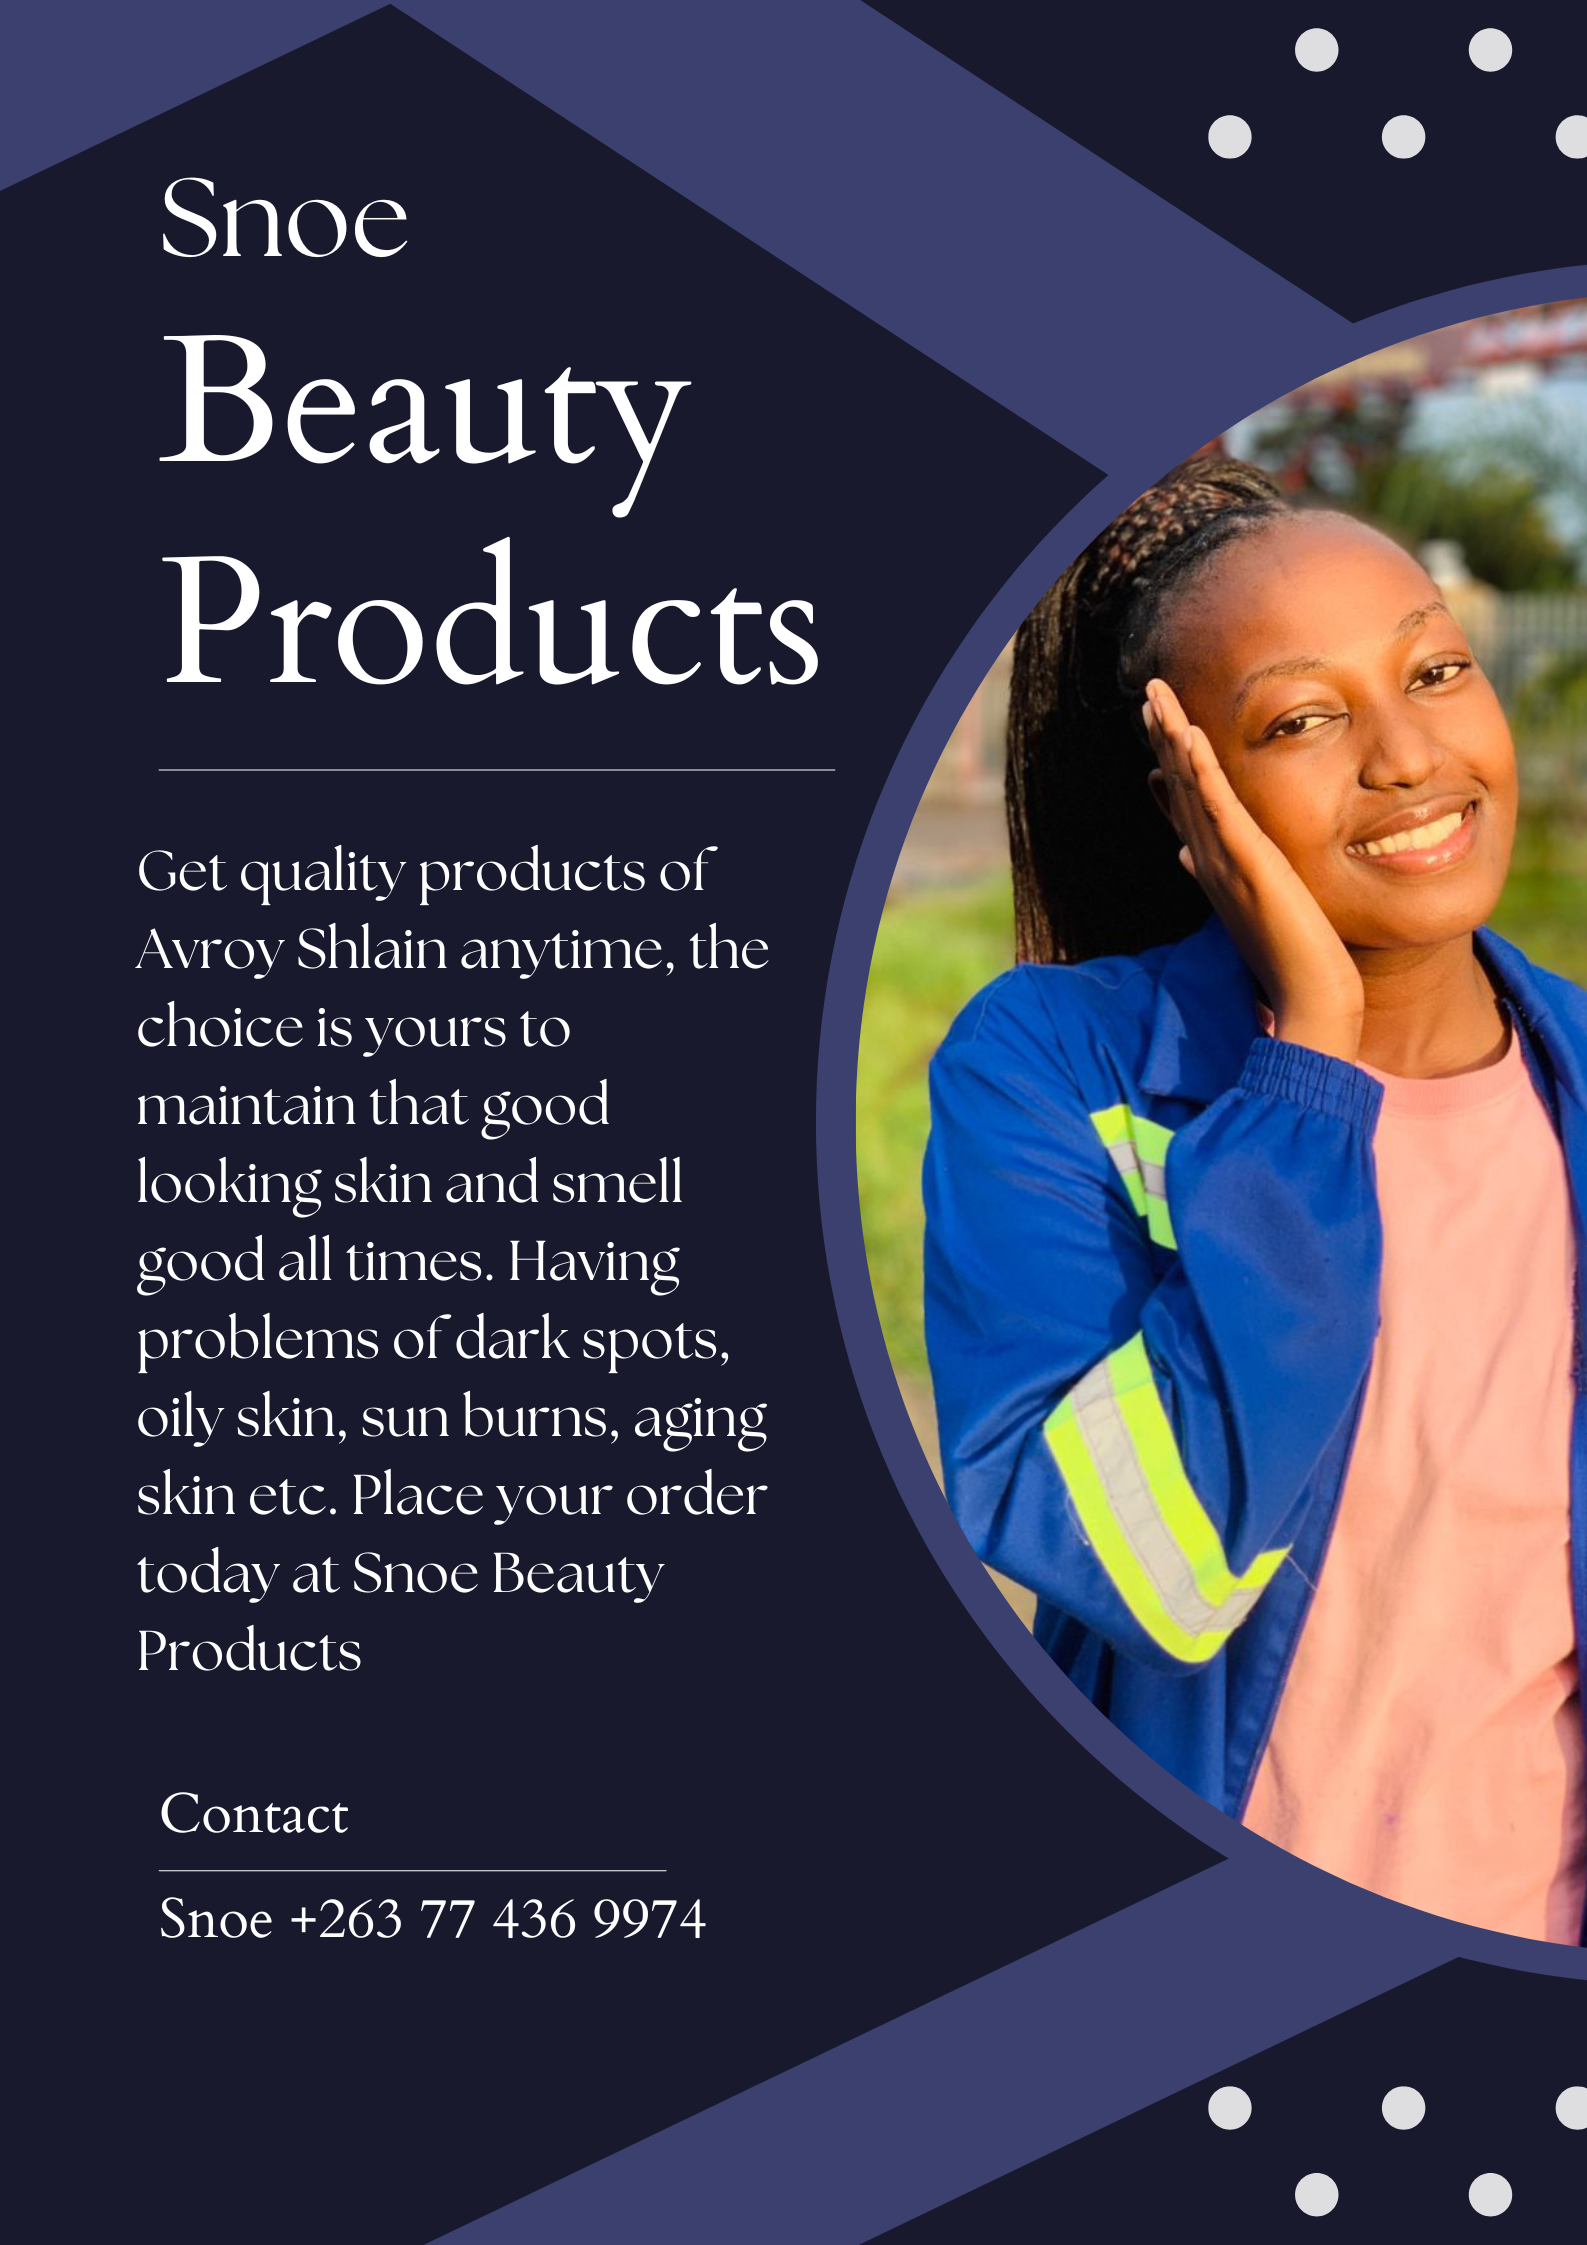 Snoe
Beauty
Products
Get quality products of
Avroy Shlain anytime, the
choice is yours to
maintain that good
looking skin and smell
good all times. Having
problems of dark spots,
oily skin, sun burns, aging
skin etc. Place your order
today at Snoe Beauty
Products
Contact
Snoe +263 77 436 9974